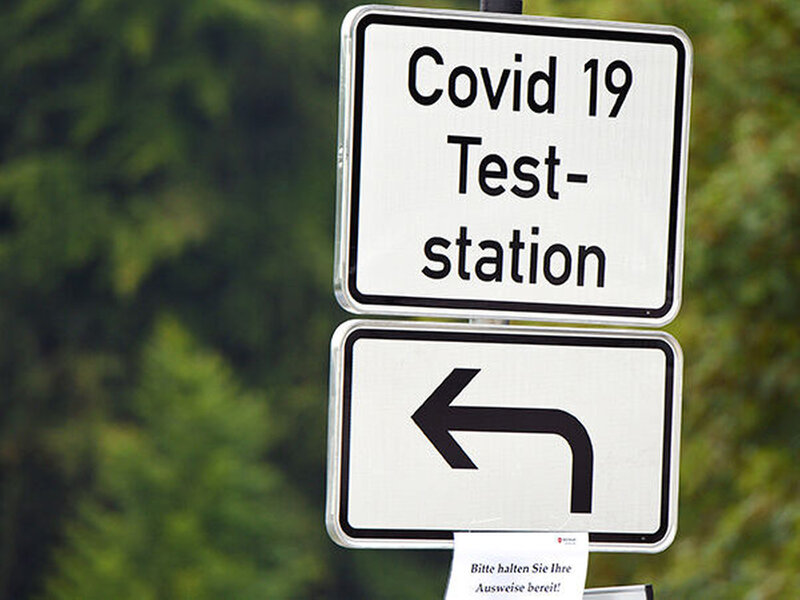 Covid 19
Test-
station
Bitte halten Sie Ihre
Ausweise bereit!